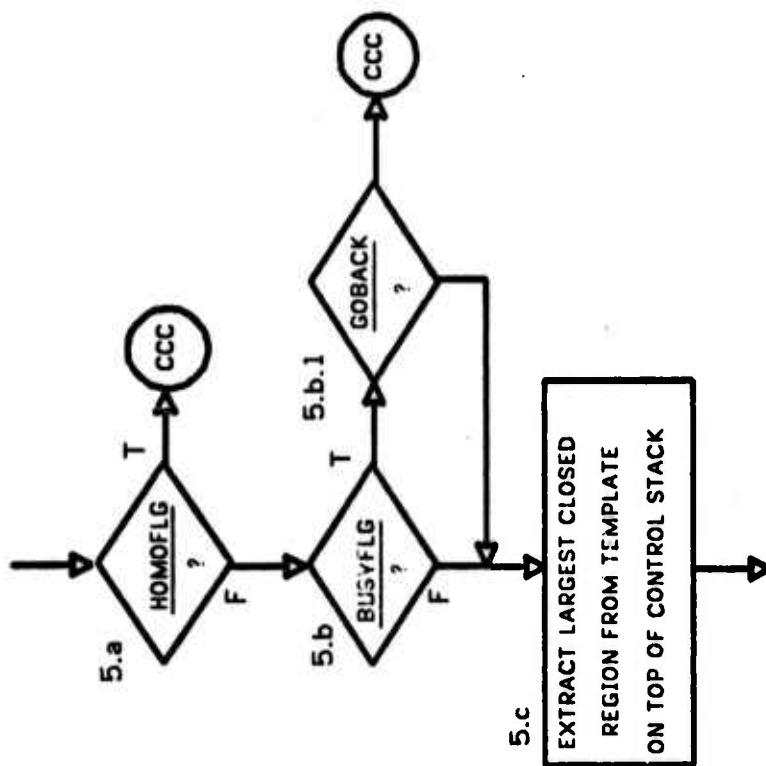 5.a
HOMOFLG
?
T
CCC
F
5.b
BUSYFLG
?
T
F
5.b.1
GOBACK
?
CCC
5.c
EXTRACT LARGEST CLOSED
REGION FROM TEMPLATE
ON TOP OF CONTROL STACK